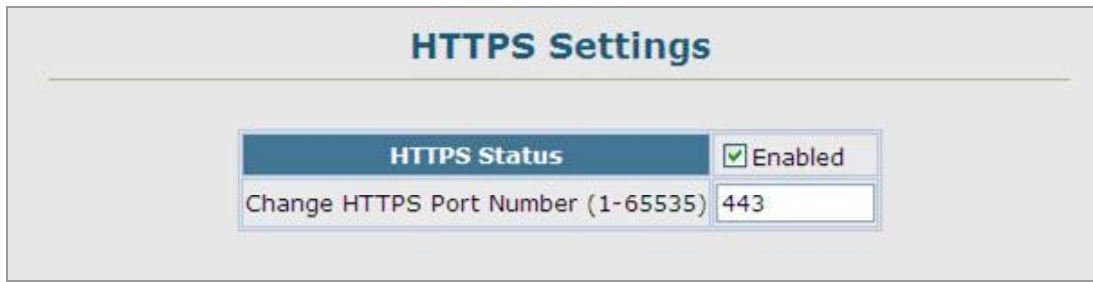 HTTPS Settings
HTTPS Status Enabled
Change HTTPS Port Number (1-65535) 443